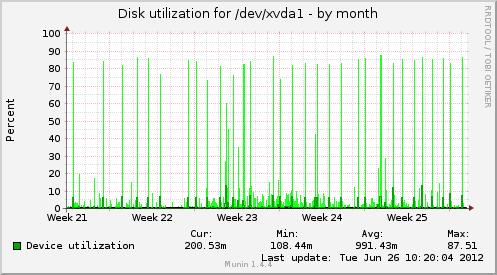 Disk utilization for /dev/xvda1 - by month
RRDTOOL / TOBI OETIKER
Percent
100
90
80
70
60
50
40
30
20
10
0
Week 21 Week 22 Week 23 Week 24 Week 25
Cur: Min: Avg: Max:
Device utilization 200.53m 108.44m 991.43m 87.51
Last update: Tue Jun 26 10:20:04 2012
Munin 1.4.4